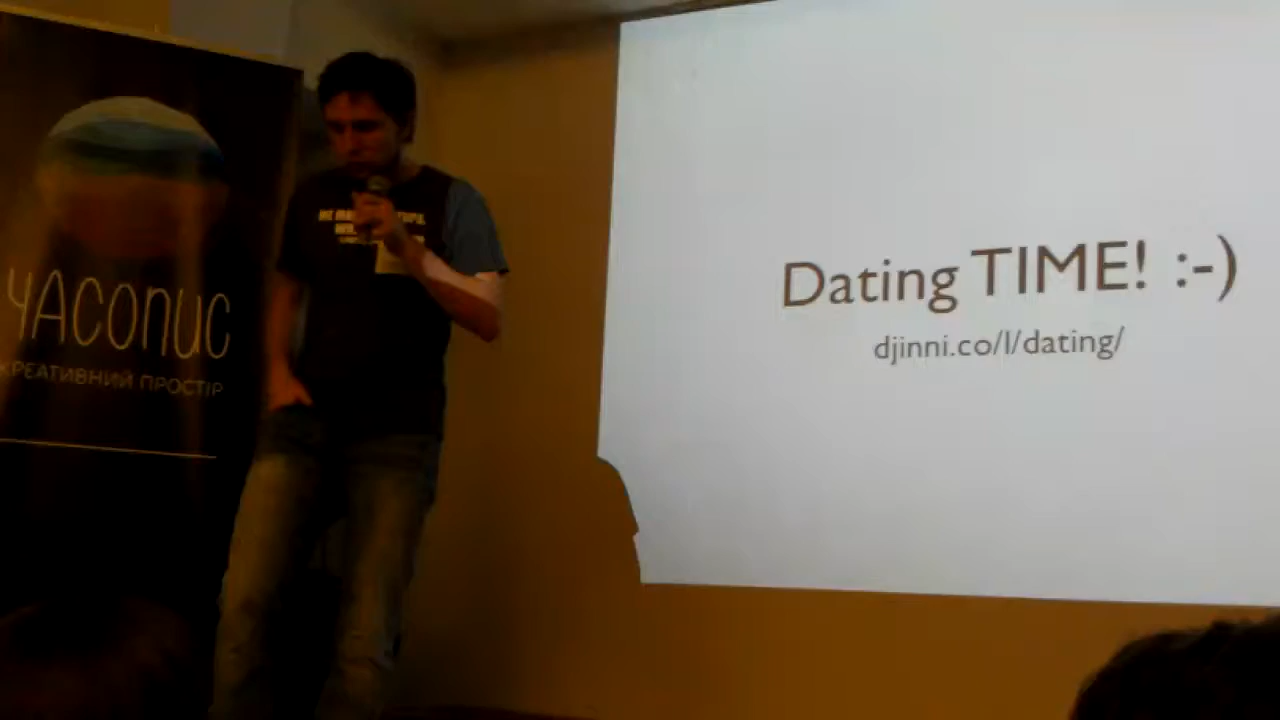 ЧАСОПИС
КРЕАТИВНИЙ ПРОСТІР
Dating TIME! :-)
djinni.co/l/dating/